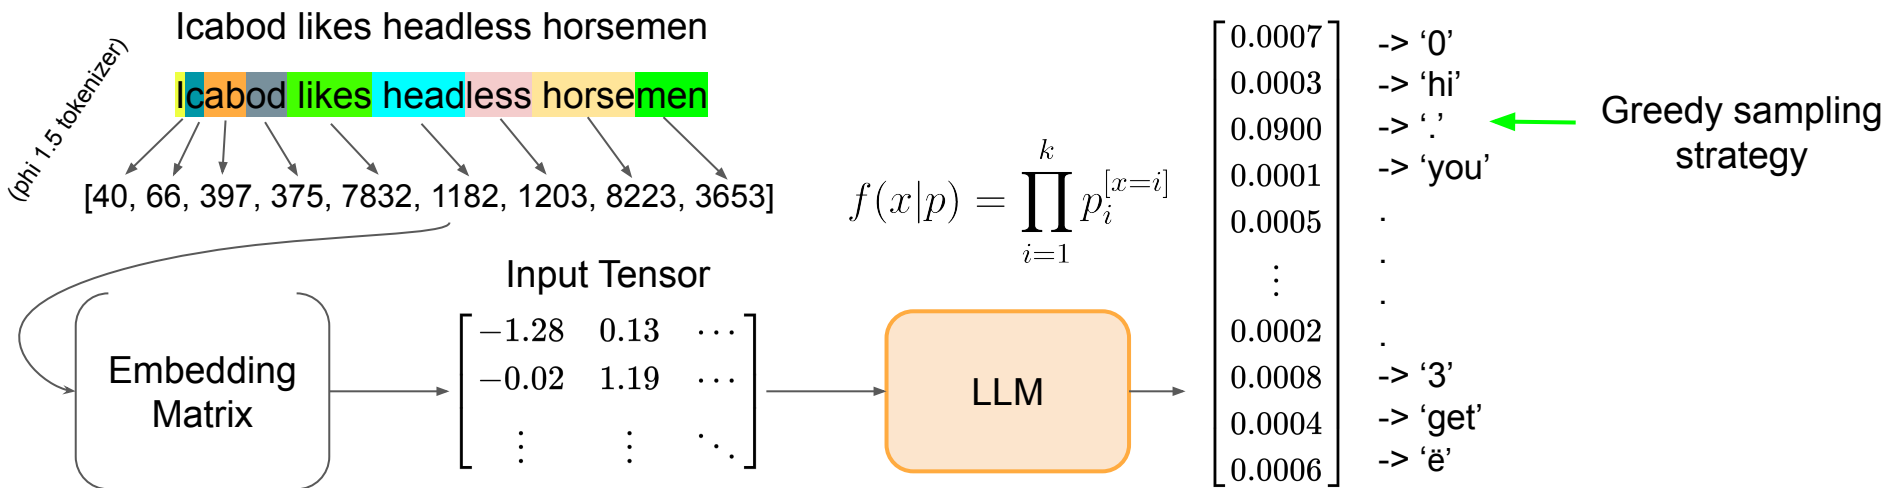 Icabod likes headless horsemen
(phi 1.5 tokenizer)
Icabod likes headless horsemen
[40, 66, 397, 375, 7832, 1182, 1203, 8223, 3653]
Embedding
Matrix
Input Tensor
−1.28 0.13 ⋯
−0.02 1.19 ⋯
⋮ ⋮ ⋱
LLM
f(x|p) = ∏_{i=1}^{k} p_i^{[x=i]}
0.0007 -> ‘0’
0.0003 -> ‘hi’
0.0900 -> ‘.’
0.0001 -> ‘you’
0.0005 .
⋮ .
.
0.0002 .
0.0008 -> ‘3’
0.0004 -> ‘get’
0.0006 -> ‘ë’
Greedy sampling
strategy